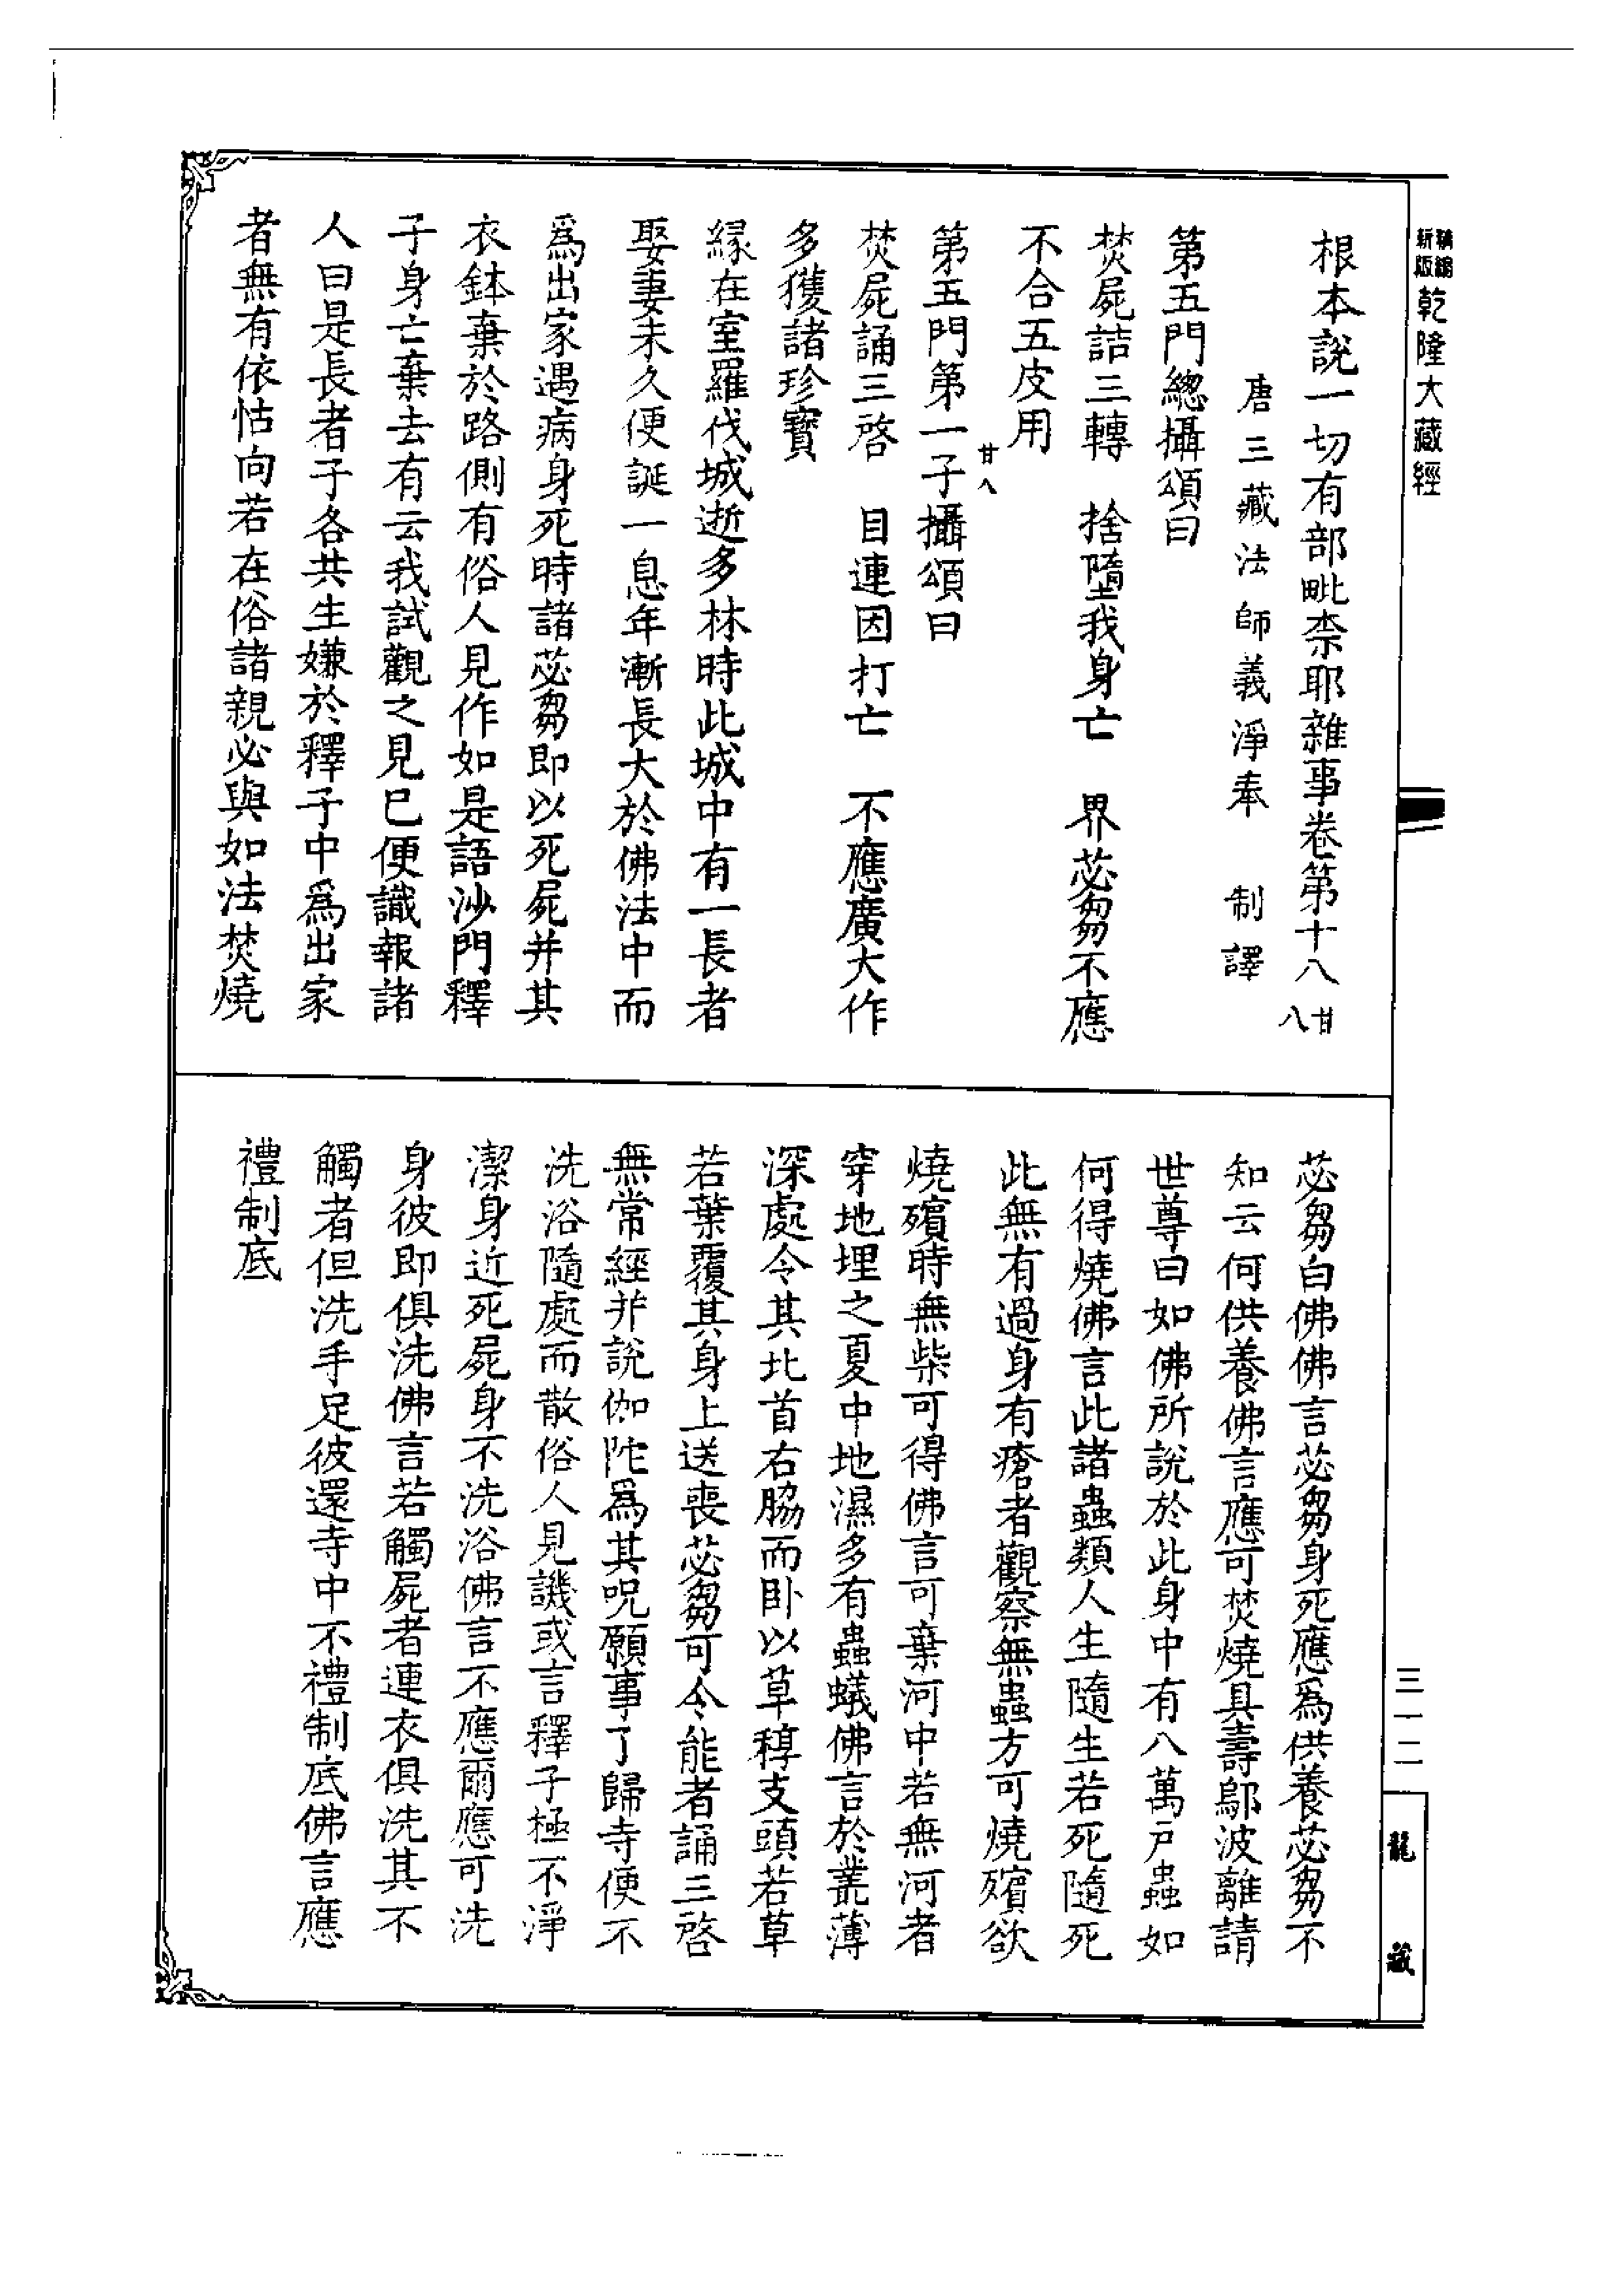 新編
新版
乾隆大藏經
根本說一切有部毗柰耶雜事卷第十八 甘八
唐三藏法師義淨奉 制譯
第五門總攝頌曰
焚屍詰三轉 捨墮我身亡 界苾芻不應
不合五皮用
甘八
第五門第一子攝頌曰
焚屍誦三啓 目連因打亡 不應廣大作
多獲諸珍寶
緣在室羅伐城逝多林時此城中有一長者
娶妻未久便誕一息年漸長大於佛法中而
爲出家遇病身死時諸苾芻即以死屍并其
衣鉢棄於路側有俗人見作如是語沙門釋
子身亡棄去有云我試觀之見巳便識報諸
人曰是長者子各共生嫌於釋子中爲出家
者無有依怙向若在俗諸親必與如法焚燒
苾芻白佛佛言苾芻身死應爲供養苾芻不
知云何供養佛言應可焚燒具壽鄔波離請
世尊曰如佛所說於此身中有八萬戶蟲如
何得燒佛言此諸蟲類人生隨生若死隨死
此無有過身有瘡者觀察無蟲方可燒殯欲
燒殯時無柴可得佛言可棄河中若無河者
穿地埋之夏中地濕多有蟲蟻佛言於叢薄
深處令其北首右脇而卧以草稕支頭若草
若葉覆其身上送喪苾芻可令能者誦三啓
無常經并說伽陀爲其呪願事了歸寺便不
洗浴隨處而散俗人見譏或言釋子極不淨
潔身近死屍身不洗浴佛言不應爾應可洗
身彼即俱洗佛言若觸屍者連衣俱洗其不
觸者但洗手足彼還寺中不禮制底佛言應
禮制底
三一二
龍藏